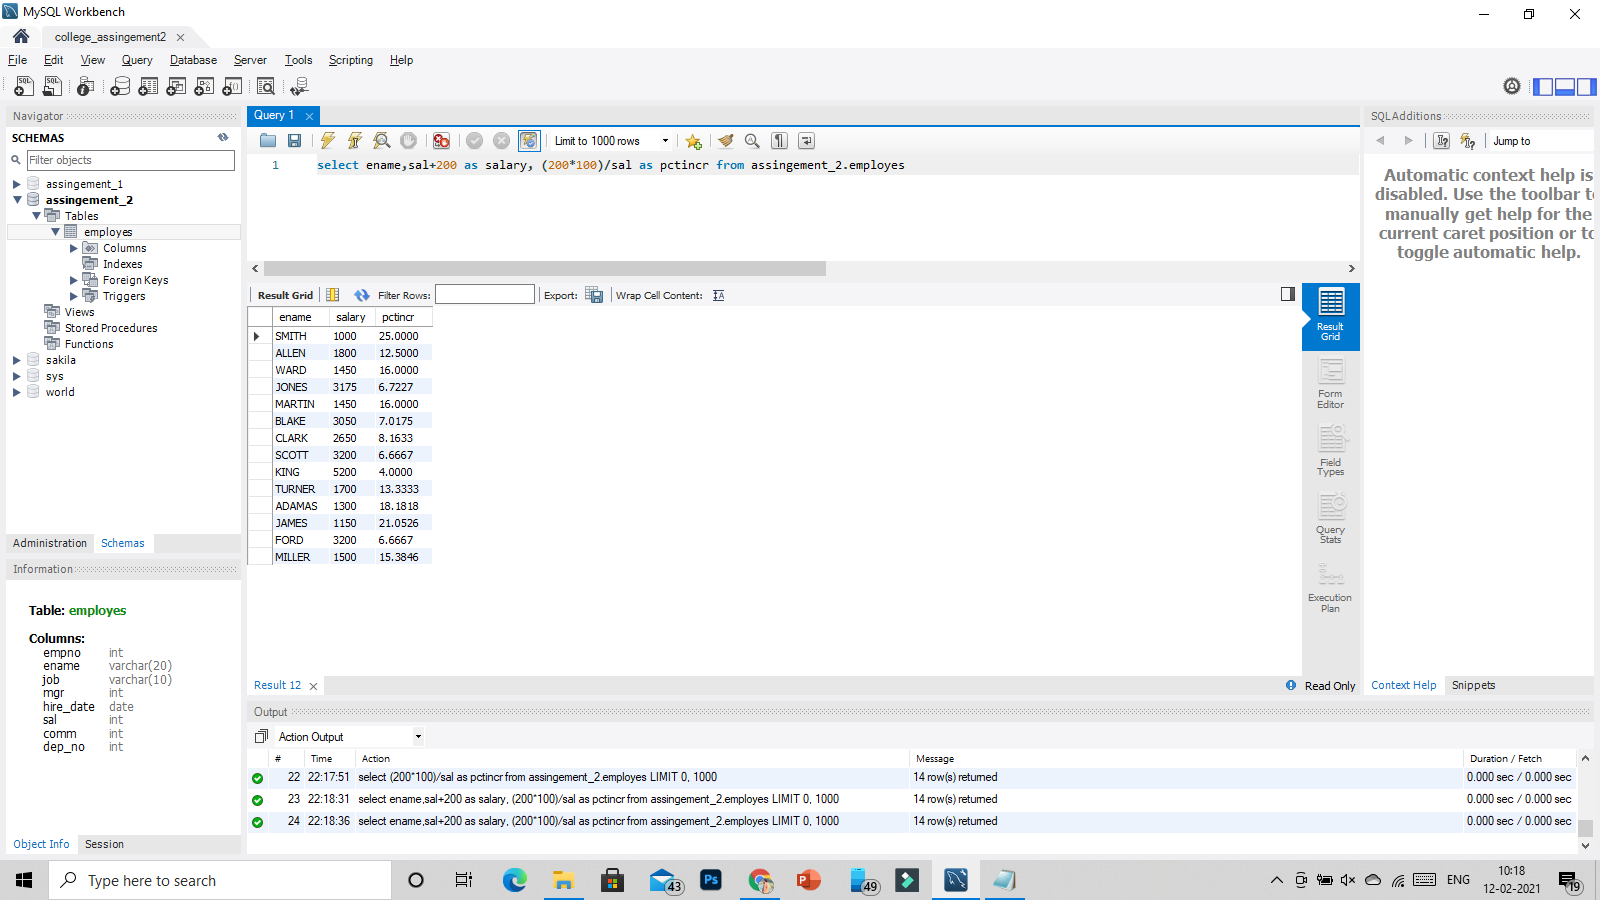 MySQL Workbench
college_assingement2
File Edit View Query Database Server Tools Scripting Help
Navigator
SCHEMAS
Filter objects
assingement_1
assingement_2
Tables
employes
Columns
Indexes
Foreign Keys
Triggers
Views
Stored Procedures
Functions
sakila
sys
world
Administration Schemas
Information
Table: employes
Columns:
empno int
ename varchar(20)
job varchar(10)
mgr int
hire_date date
sal int
comm int
dep_no int
Object Info Session
Query 1
Limit to 1000 rows
1 select ename,sal+200 as salary, (200*100)/sal as pctincr from assingement_2.employes
Result Grid Filter Rows: Export: Wrap Cell Content:
ename salary pctincr
SMITH 1000 25.0000
ALLEN 1800 12.5000
WARD 1450 16.0000
JONES 3175 6.7227
MARTIN 1450 16.0000
BLAKE 3050 7.0175
CLARK 2650 8.1633
SCOTT 3200 6.6667
KING 5200 4.0000
TURNER 1700 13.3333
ADAMAS 1300 18.1818
JAMES 1150 21.0526
FORD 3200 6.6667
MILLER 1500 15.3846
Result
Grid
Form
Editor
Field
Types
Query
Stats
Execution
Plan
Result 12
Read Only
SQLAdditions
Jump to
Automatic context help is
disabled. Use the toolbar to
manually get help for the
current caret position or to
toggle automatic help.
Context Help Snippets
Output
Action Output
# Time Action Message Duration / Fetch
22 22:17:51 select (200*100)/sal as pctincr from assingement_2.employes LIMIT 0, 1000 14 row(s) returned 0.000 sec / 0.000 sec
23 22:18:31 select ename,sal+200 as salary, (200*100)/sal as pctincr from assingement_2.employes LIMIT 0, 1000 14 row(s) returned 0.000 sec / 0.000 sec
24 22:18:36 select ename,sal+200 as salary, (200*100)/sal as pctincr from assingement_2.employes LIMIT 0, 1000 14 row(s) returned 0.000 sec / 0.000 sec
Type here to search
43
Ps
49
ENG
10:18
12-02-2021
19